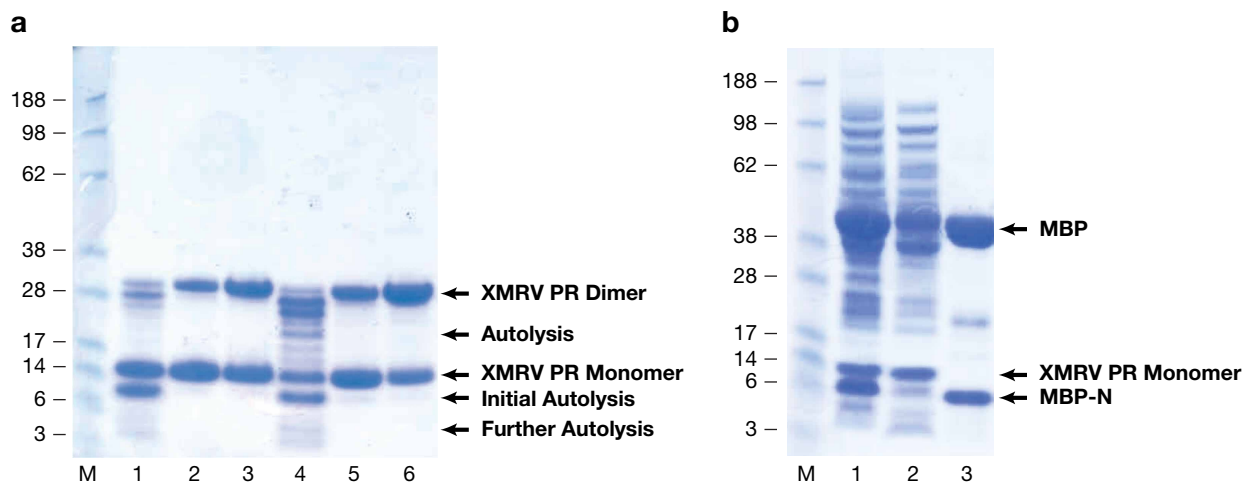 a
188 –
98 –
62 –
38 –
28 –
17 –
14 –
6 –
3 –
XMRV PR Dimer
Autolysis
XMRV PR Monomer
Initial Autolysis
Further Autolysis
M 1 2 3 4 5 6
b
188 –
98 –
62 –
38 –
28 –
17 –
14 –
6 –
3 –
MBP
XMRV PR Monomer
MBP-N
M 1 2 3